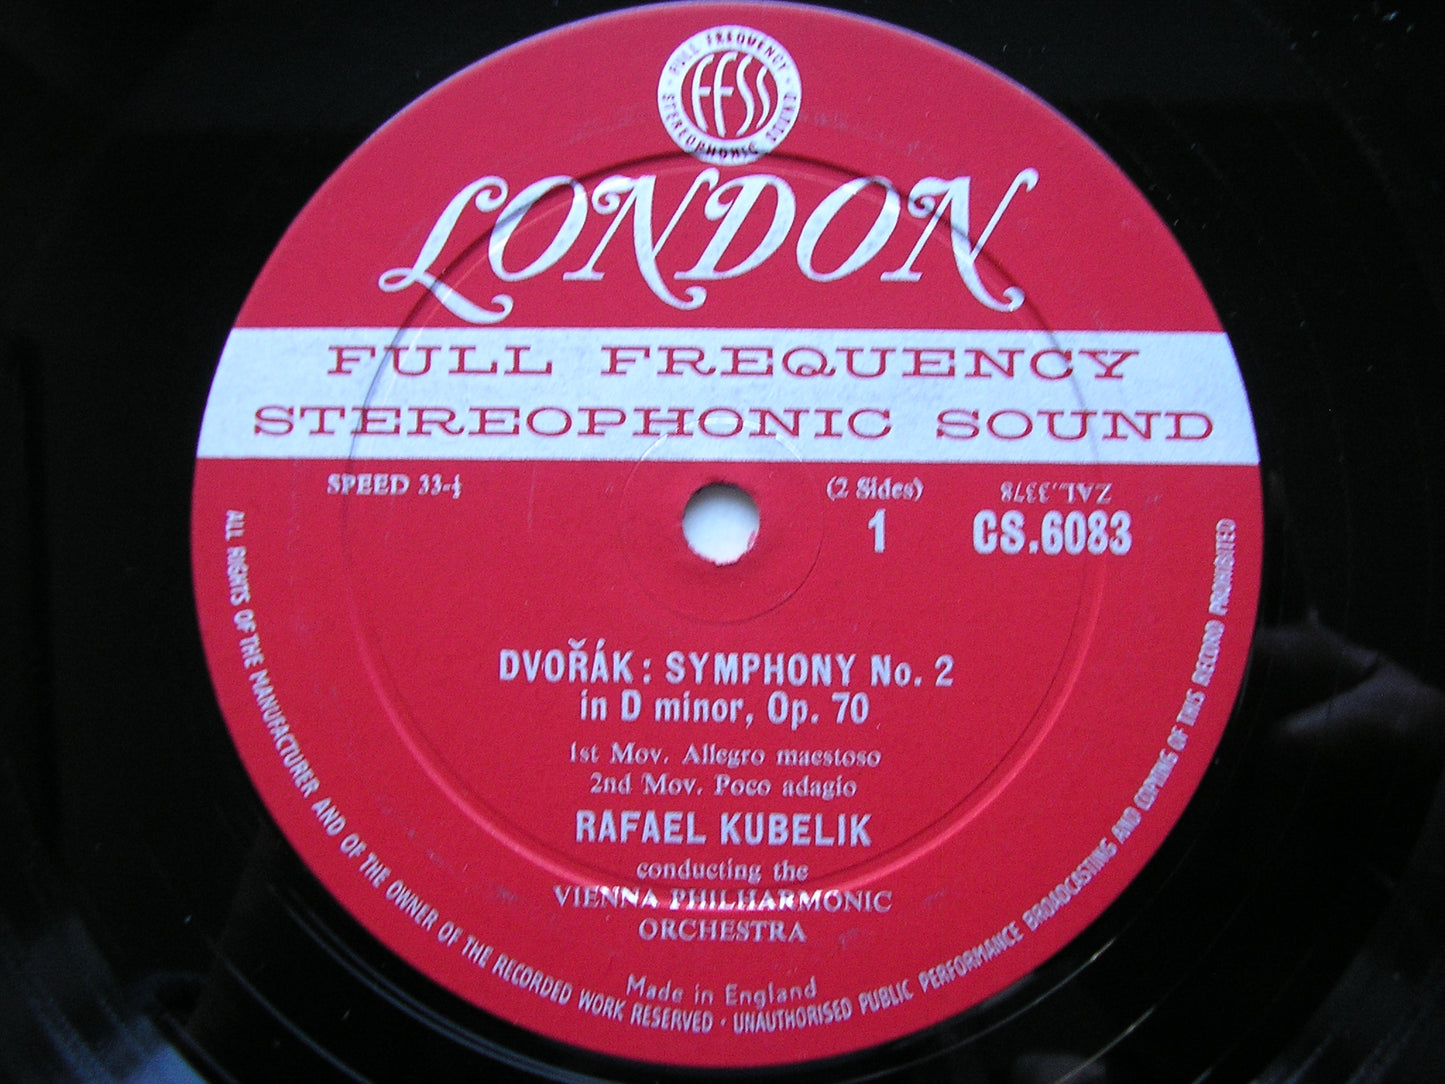 FULL FREQUENCY
FFSS
STEREOPHONIC SOUND
LONDON
FULL FREQUENCY
STEREOPHONIC SOUND
SPEED 33-⅓
(2 Sides)
ZAL.3378
1
CS.6083
DVOŘÁK: SYMPHONY No. 2
in D minor, Op. 70
1st Mov. Allegro maestoso
2nd Mov. Poco adagio
RAFAEL KUBELIK
conducting the
VIENNA PHILHARMONIC
ORCHESTRA
Made in England
ALL RIGHTS OF THE MANUFACTURER AND OF THE OWNER OF THE RECORDED WORK RESERVED · UNAUTHORISED PUBLIC PERFORMANCE BROADCASTING AND COPYING OF THIS RECORD PROHIBITED